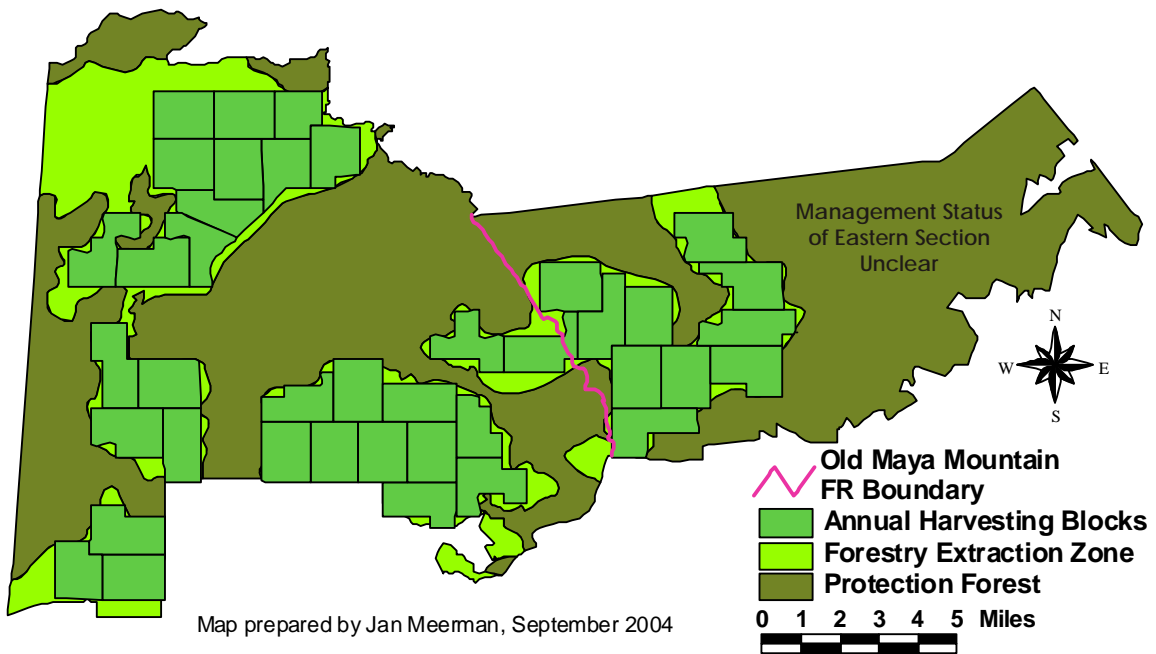 Management Status
of Eastern Section
Unclear
N
W
E
S
Old Maya Mountain
FR Boundary
Annual Harvesting Blocks
Forestry Extraction Zone
Protection Forest
0 1 2 3 4 5 Miles
Map prepared by Jan Meerman, September 2004